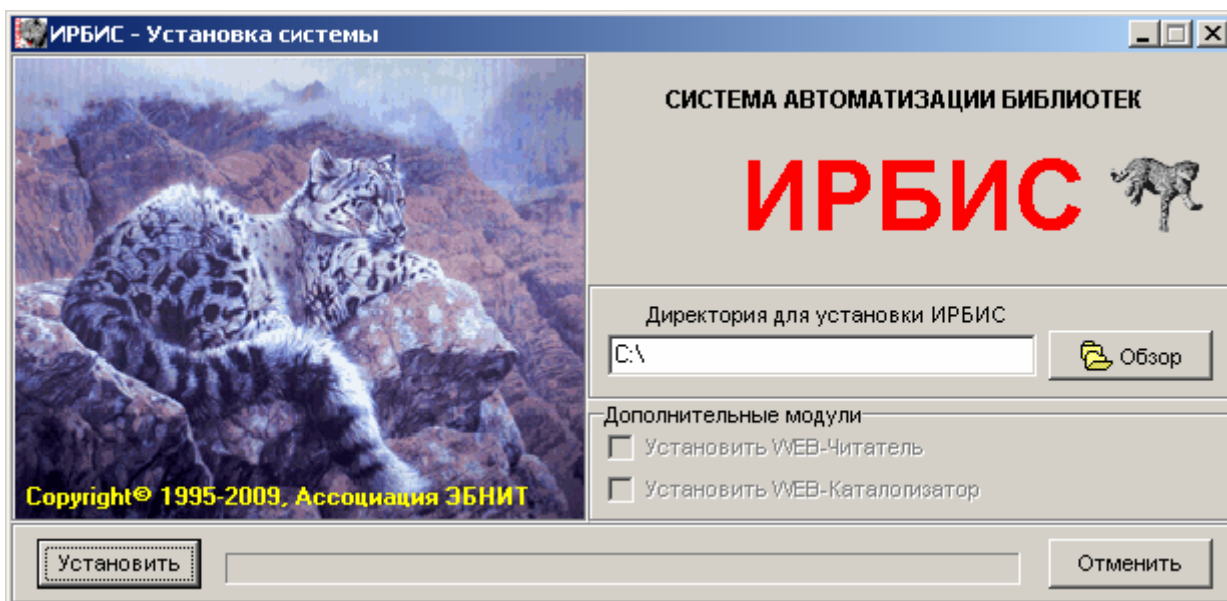 ИРБИС - Установка системы
СИСТЕМА АВТОМАТИЗАЦИИ БИБЛИОТЕК
ИРБИС
Директория для установки ИРБИС
C:\
Обзор
Дополнительные модули
Установить WEB-Читатель
Установить WEB-Каталогизатор
Copyright© 1995-2009, Ассоциация ЭБНИТ
Установить
Отменить